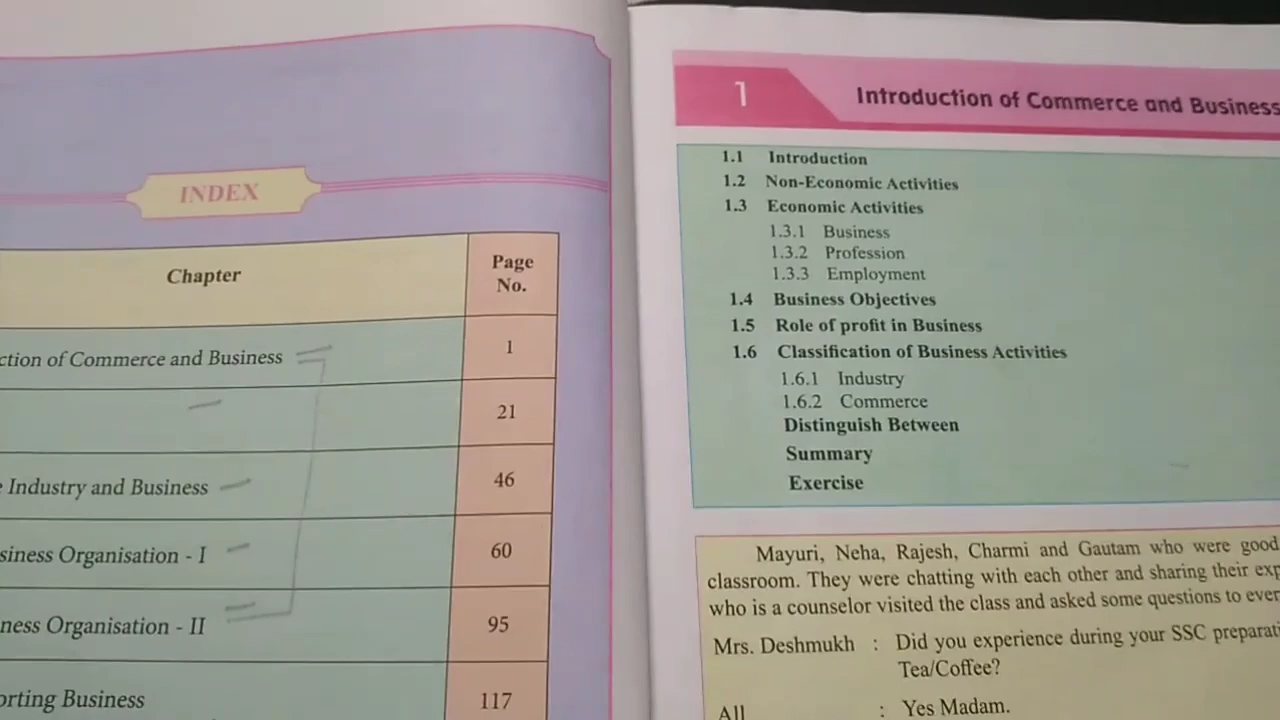 INDEX
Chapter
Page
No.
ction of Commerce and Business
1
21
Industry and Business
46
siness Organisation - I
60
ness Organisation - II
95
orting Business
117
1
Introduction of Commerce and Business
1.1 Introduction
1.2 Non-Economic Activities
1.3 Economic Activities
1.3.1 Business
1.3.2 Profession
1.3.3 Employment
1.4 Business Objectives
1.5 Role of profit in Business
1.6 Classification of Business Activities
1.6.1 Industry
1.6.2 Commerce
Distinguish Between
Summary
Exercise
Mayuri, Neha, Rajesh, Charmi and Gautam who were good
classroom. They were chatting with each other and sharing their exp
who is a counselor visited the class and asked some questions to ever
Mrs. Deshmukh : Did you experience during your SSC preparati
Tea/Coffee?
All : Yes Madam.